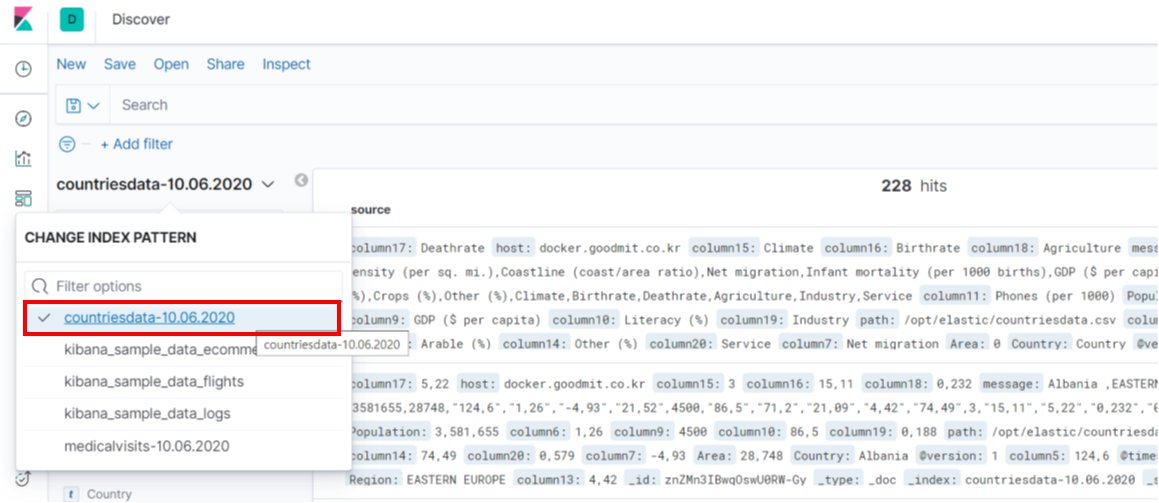 D Discover
New Save Open Share Inspect
Search
+ Add filter
countriesdata-10.06.2020
228 hits
source
CHANGE INDEX PATTERN
Filter options
countriesdata-10.06.2020
kibana_sample_data_ecomme
countriesdata-10.06.2020
kibana_sample_data_flights
kibana_sample_data_logs
medicalvisits-10.06.2020
t Country
column17: Deathrate host: docker.goodmit.co.kr column15: Climate column16: Birthrate column18: Agriculture mess
ensity (per sq. mi.),Coastline (coast/area ratio),Net migration,Infant mortality (per 1000 births),GDP ($ per capi
%),Crops (%),Other (%),Climate,Birthrate,Deathrate,Agriculture,Industry,Service column11: Phones (per 1000) Popu
column9: GDP ($ per capita) column10: Literacy (%) column19: Industry path: /opt/elastic/countriesdata.csv colu
: Arable (%) column14: Other (%) column20: Service column7: Net migration Area: 0 Country: Country @ve
column17: 5,22 host: docker.goodmit.co.kr column15: 3 column16: 15,11 column18: 0,232 message: Albania ,EASTERN
3581655,28748,"124,6","1,26","-4,93","21,52",4500,"86,5","71,2","21,09","4,42","74,49",3,"15,11","5,22","0,232","
Population: 3,581,655 column6: 1,26 column9: 4500 column10: 86,5 column19: 0,188 path: /opt/elastic/countriesda
column14: 74,49 column20: 0,579 column7: -4,93 Area: 28,748 Country: Albania @version: 1 column5: 124,6 @time
Region: EASTERN EUROPE column13: 4,42 _id: znZMn3IBwqOswU0RW-Gy _type: _doc _index: countriesdata-10.06.2020 _s